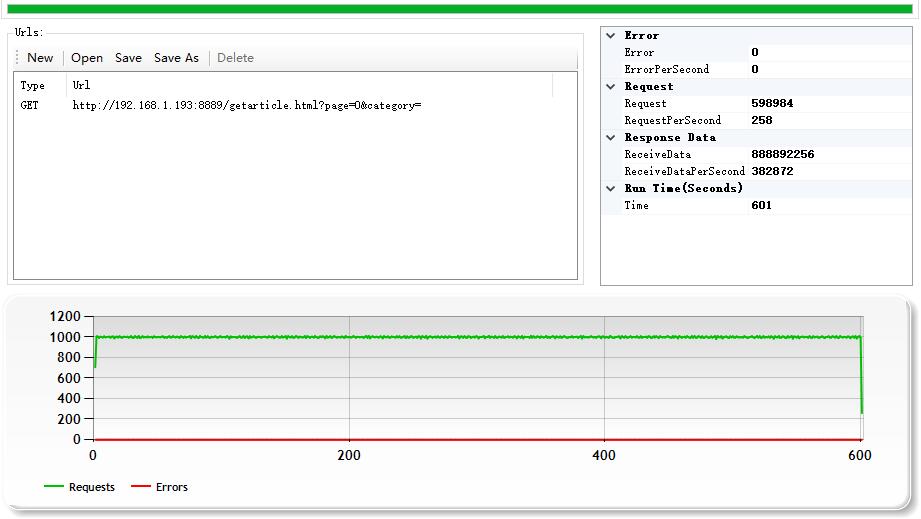 Urls:
New Open Save Save As Delete
Type Url
GET http://192.168.1.193:8889/getarticle.html?page=0&category=
Error
Error 0
ErrorPerSecond 0
Request
Request 598984
RequestPerSecond 258
Response Data
ReceiveData 888892256
ReceiveDataPerSecond 382872
Run Time(Seconds)
Time 601
1200
1000
800
600
400
200
0
0 200 400 600
Requests Errors